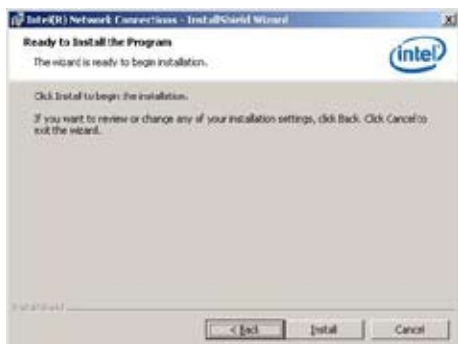 Intel(R) Network Connections - InstallShield Wizard
Ready to Install the Program
The wizard is ready to begin installation.
intel
Click Install to begin the installation.
If you want to review or change any of your installation settings, click Back. Click Cancel to
exit the wizard.
InstallShield
< Back
Install
Cancel